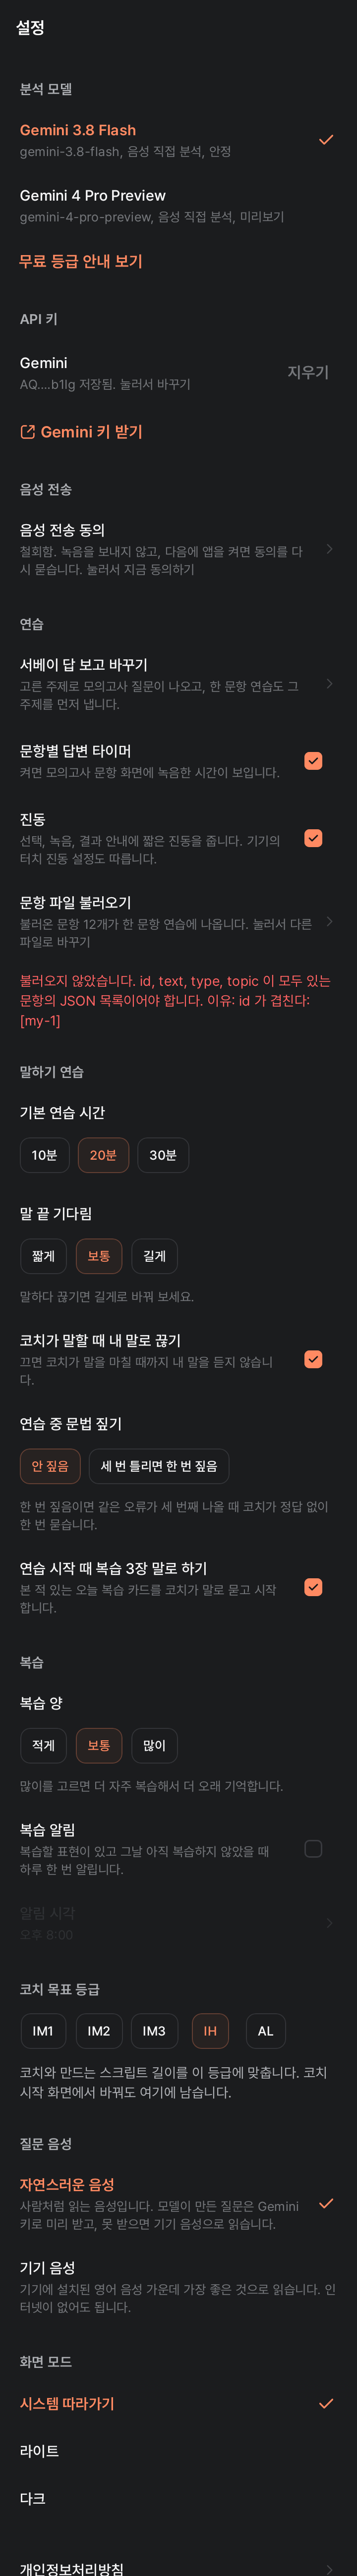 설정
분석 모델
Gemini 3.8 Flash
gemini-3.8-flash, 음성 직접 분석, 안정
Gemini 4 Pro Preview
gemini-4-pro-preview, 음성 직접 분석, 미리보기
무료 등급 안내 보기
API 키
Gemini
AQ....b1lg 저장됨. 눌러서 바꾸기
지우기
Gemini 키 받기
음성 전송
음성 전송 동의
철회함. 녹음을 보내지 않고, 다음에 앱을 켜면 동의를 다
시 묻습니다. 눌러서 지금 동의하기
연습
서베이 답 보고 바꾸기
고른 주제로 모의고사 질문이 나오고, 한 문항 연습도 그
주제를 먼저 냅니다.
문항별 답변 타이머
켜면 모의고사 문항 화면에 녹음한 시간이 보입니다.
진동
선택, 녹음, 결과 안내에 짧은 진동을 줍니다. 기기의
터치 진동 설정도 따릅니다.
문항 파일 불러오기
불러온 문항 12개가 한 문항 연습에 나옵니다. 눌러서 다른
파일로 바꾸기
불러오지 않았습니다. id, text, type, topic 이 모두 있는
문항의 JSON 목록이어야 합니다. 이유: id 가 겹친다:
[my-1]
말하기 연습
기본 연습 시간
10분
20분
30분
말 끝 기다림
짧게
보통
길게
말하다 끊기면 길게로 바꿔 보세요.
코치가 말할 때 내 말로 끊기
끄면 코치가 말을 마칠 때까지 내 말을 듣지 않습니
다.
연습 중 문법 짚기
안 짚음
세 번 틀리면 한 번 짚음
한 번 짚음이면 같은 오류가 세 번째 나올 때 코치가 정답 없이
한 번 묻습니다.
연습 시작 때 복습 3장 말로 하기
본 적 있는 오늘 복습 카드를 코치가 말로 묻고 시작
합니다.
복습
복습 양
적게
보통
많이
많이를 고르면 더 자주 복습해서 더 오래 기억합니다.
복습 알림
복습할 표현이 있고 그날 아직 복습하지 않았을 때
하루 한 번 알립니다.
알림 시각
오후 8:00
코치 목표 등급
IM1
IM2
IM3
IH
AL
코치와 만드는 스크립트 길이를 이 등급에 맞춥니다. 코치
시작 화면에서 바꿔도 여기에 남습니다.
질문 음성
자연스러운 음성
사람처럼 읽는 음성입니다. 모델이 만든 질문은 Gemini
키로 미리 받고, 못 받으면 기기 음성으로 읽습니다.
기기 음성
기기에 설치된 영어 음성 가운데 가장 좋은 것으로 읽습니다. 인
터넷이 없어도 됩니다.
화면 모드
시스템 따라가기
라이트
다크
개인정보처리방침